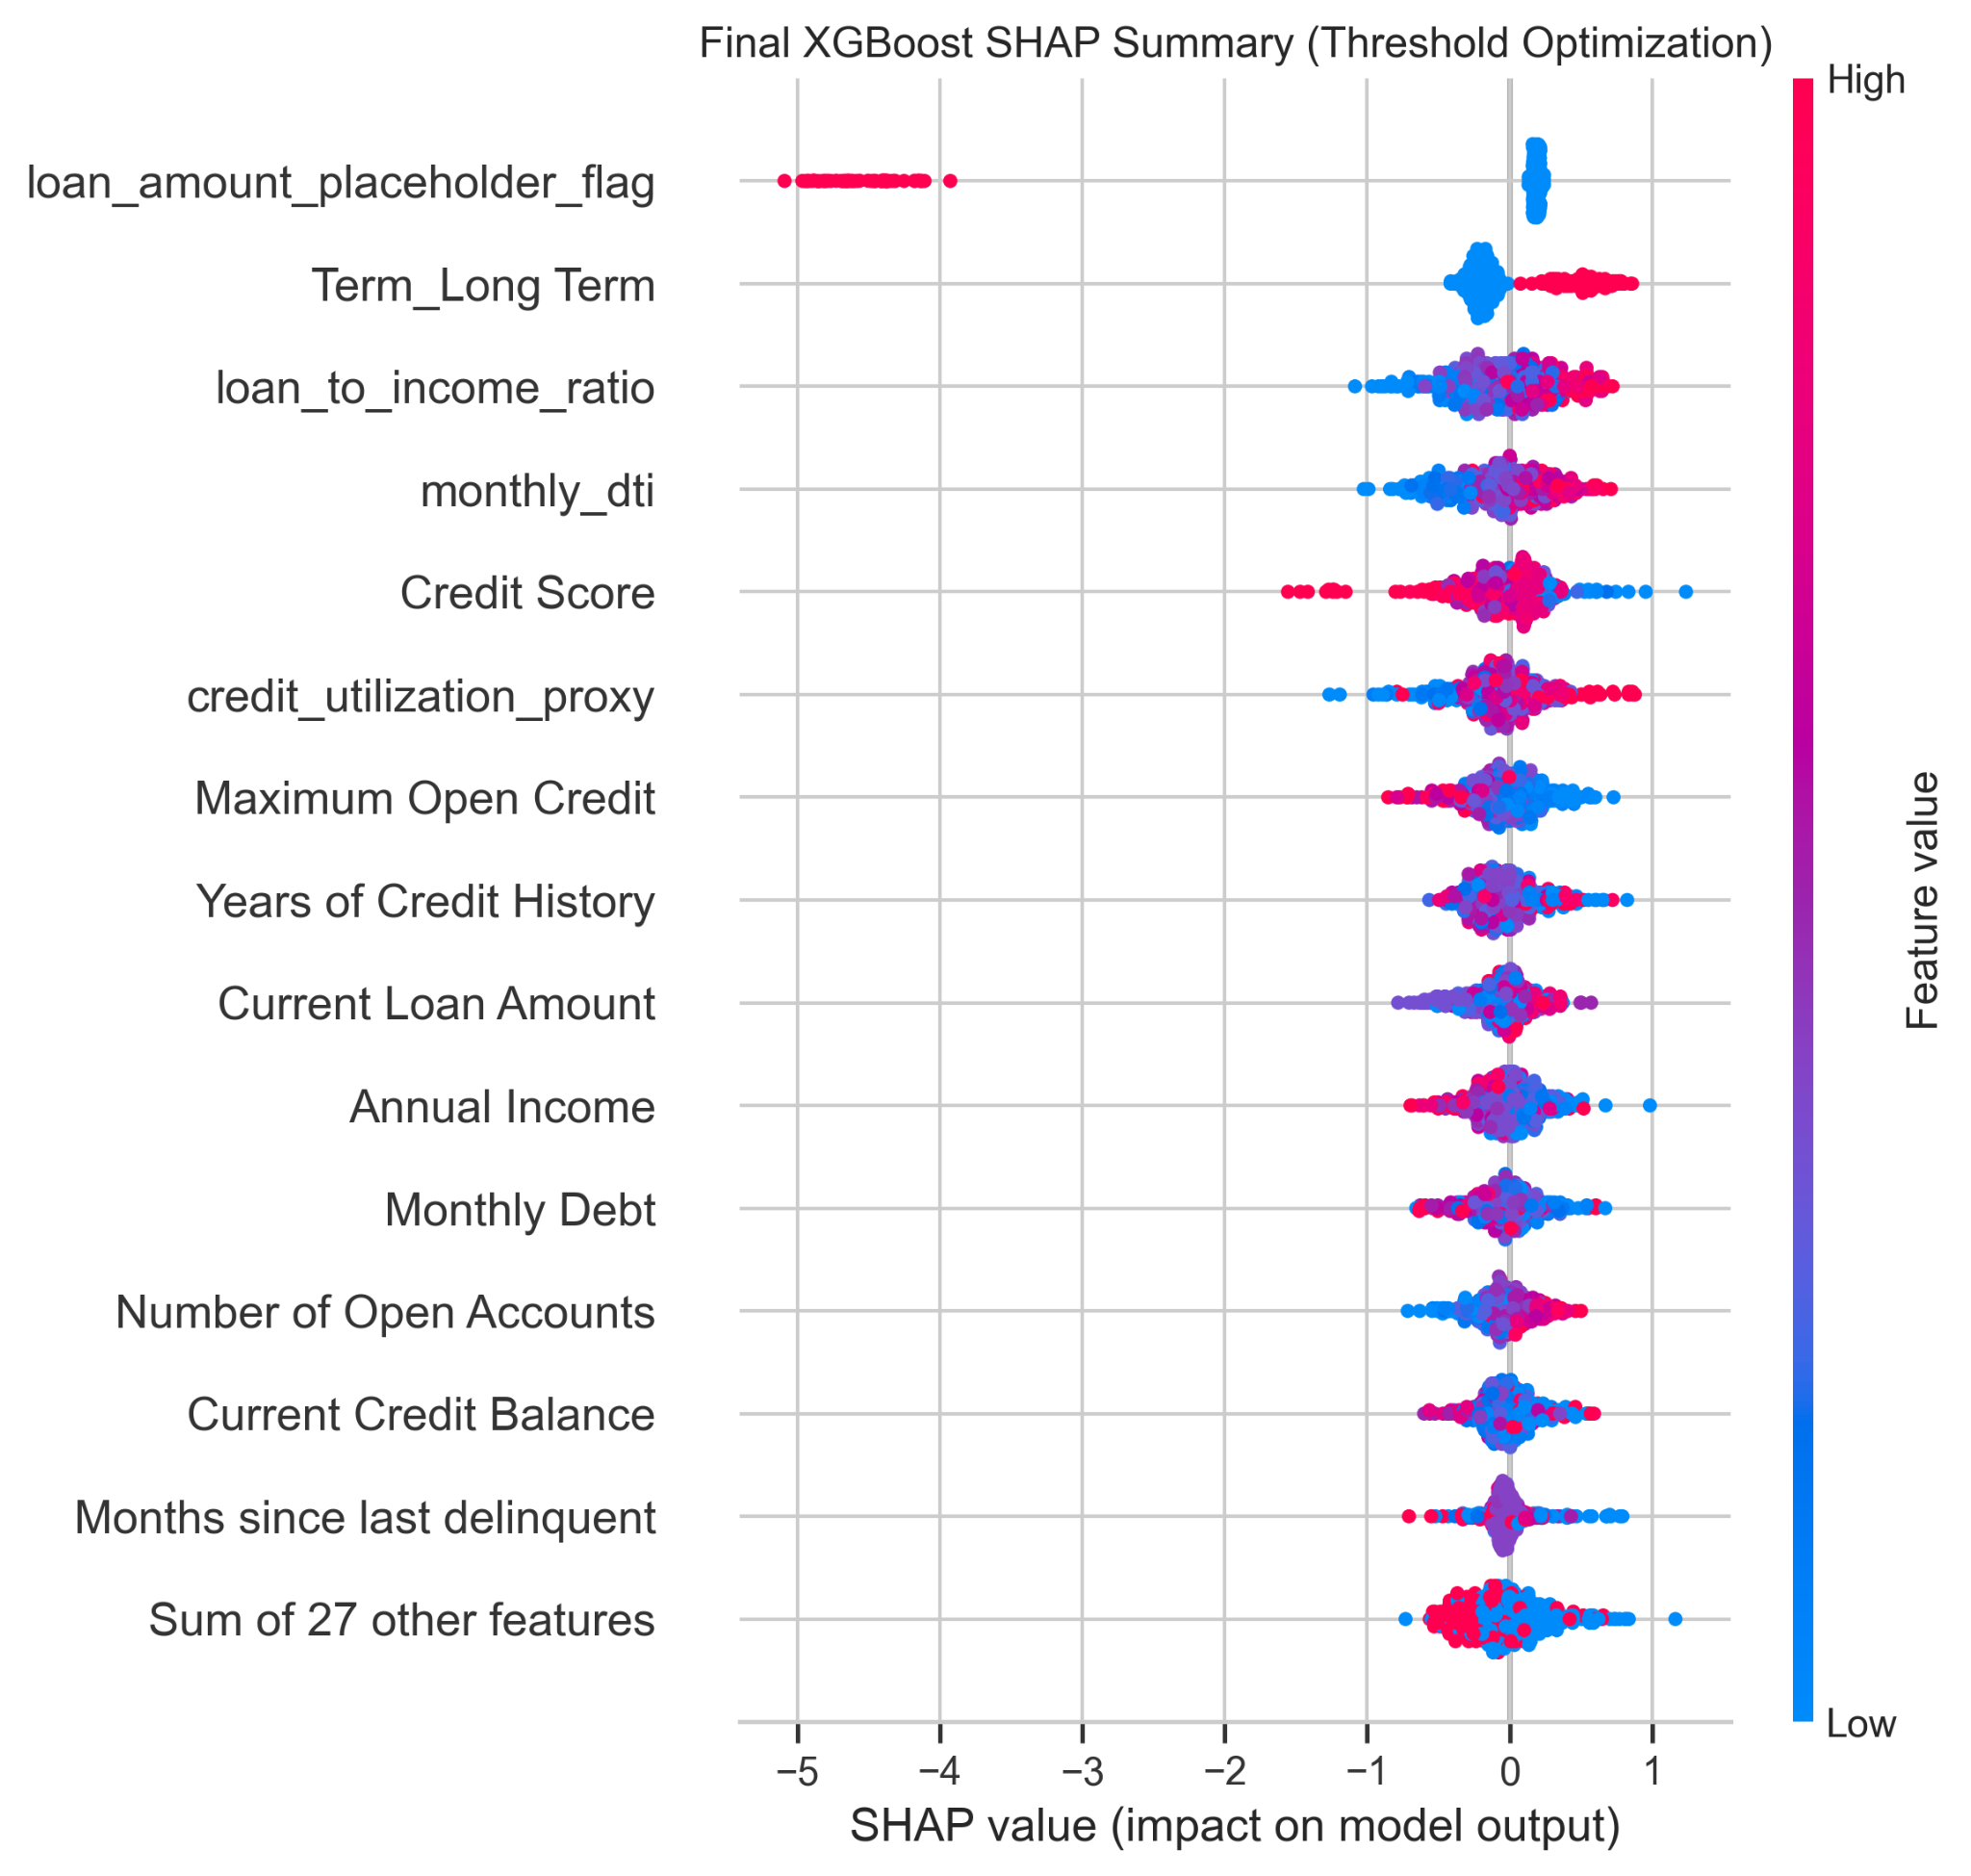 Final XGBoost SHAP Summary (Threshold Optimization)
High
loan_amount_placeholder_flag
Term_Long Term
loan_to_income_ratio
monthly_dti
Credit Score
credit_utilization_proxy
Maximum Open Credit
Years of Credit History
Current Loan Amount
Annual Income
Monthly Debt
Number of Open Accounts
Current Credit Balance
Months since last delinquent
Sum of 27 other features
Feature value
Low
−5 −4 −3 −2 −1 0 1
SHAP value (impact on model output)